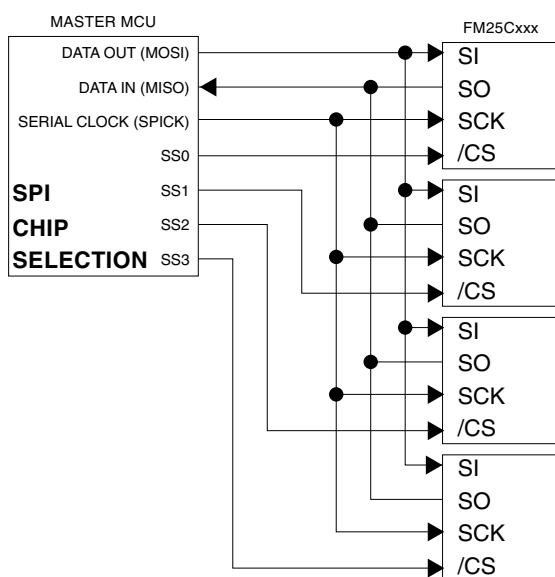 MASTER MCU
DATA OUT (MOSI)
DATA IN (MISO)
SERIAL CLOCK (SPICK)
SS0
SPI SS1
CHIP SS2
SELECTION SS3
FM25Cxxx
SI
SO
SCK
/CS
SI
SO
SCK
/CS
SI
SO
SCK
/CS
SI
SO
SCK
/CS